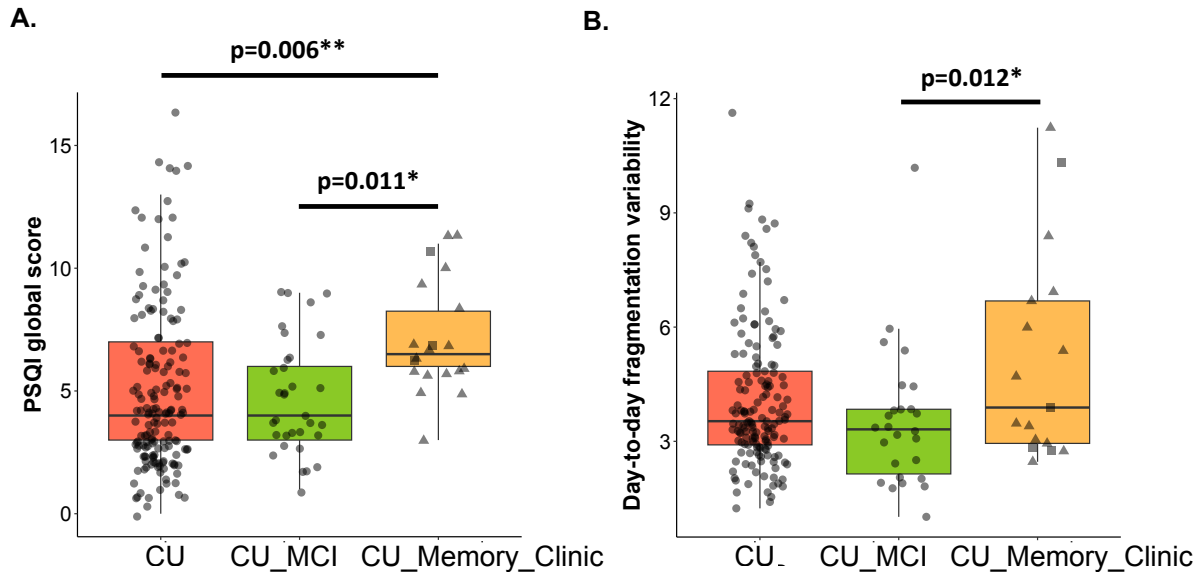 A.
p=0.006**
p=0.011*
PSQI global score
15
10
5
0
CU CU_MCI CU_Memory_Clinic
B.
p=0.012*
Day-to-day fragmentation variability
12
9
6
3
CU CU_MCI CU_Memory_Clinic